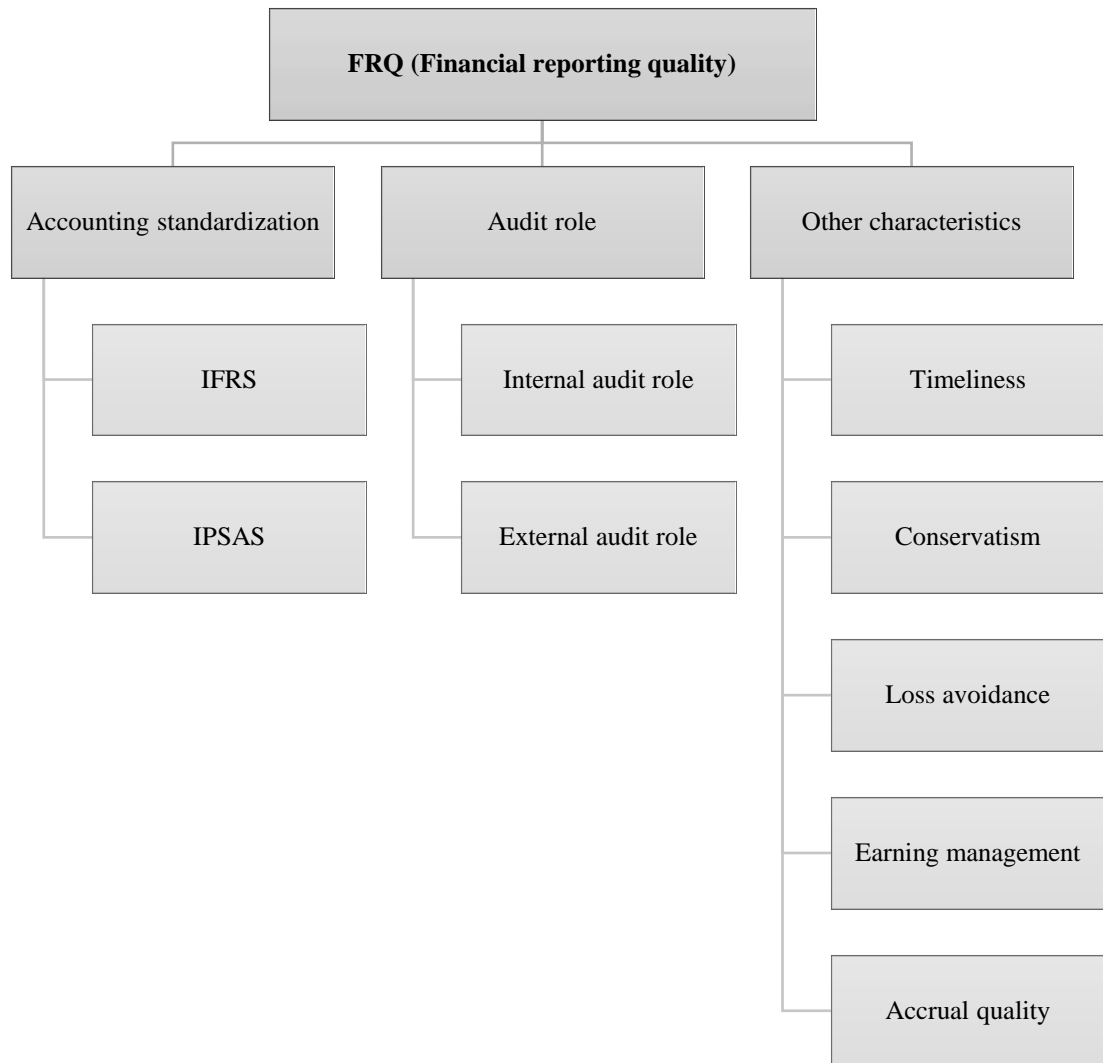 FRQ (Financial reporting quality)
Accounting standardization
Audit role
Other characteristics
IFRS
Internal audit role
Timeliness
IPSAS
External audit role
Conservatism
Loss avoidance
Earning management
Accrual quality